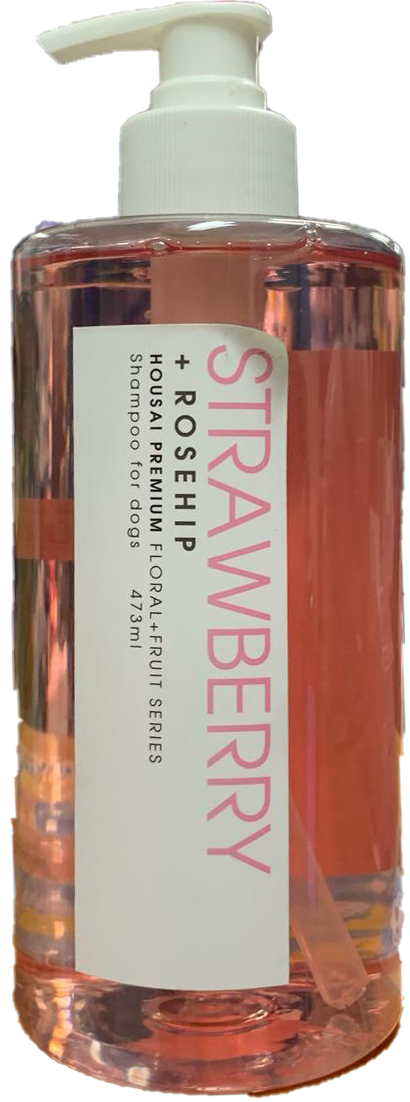 STRAWBERRY
+ ROSEHIP
HOUSAI PREMIUM FLORAL+FRUIT SERIES
Shampoo for dogs 473ml